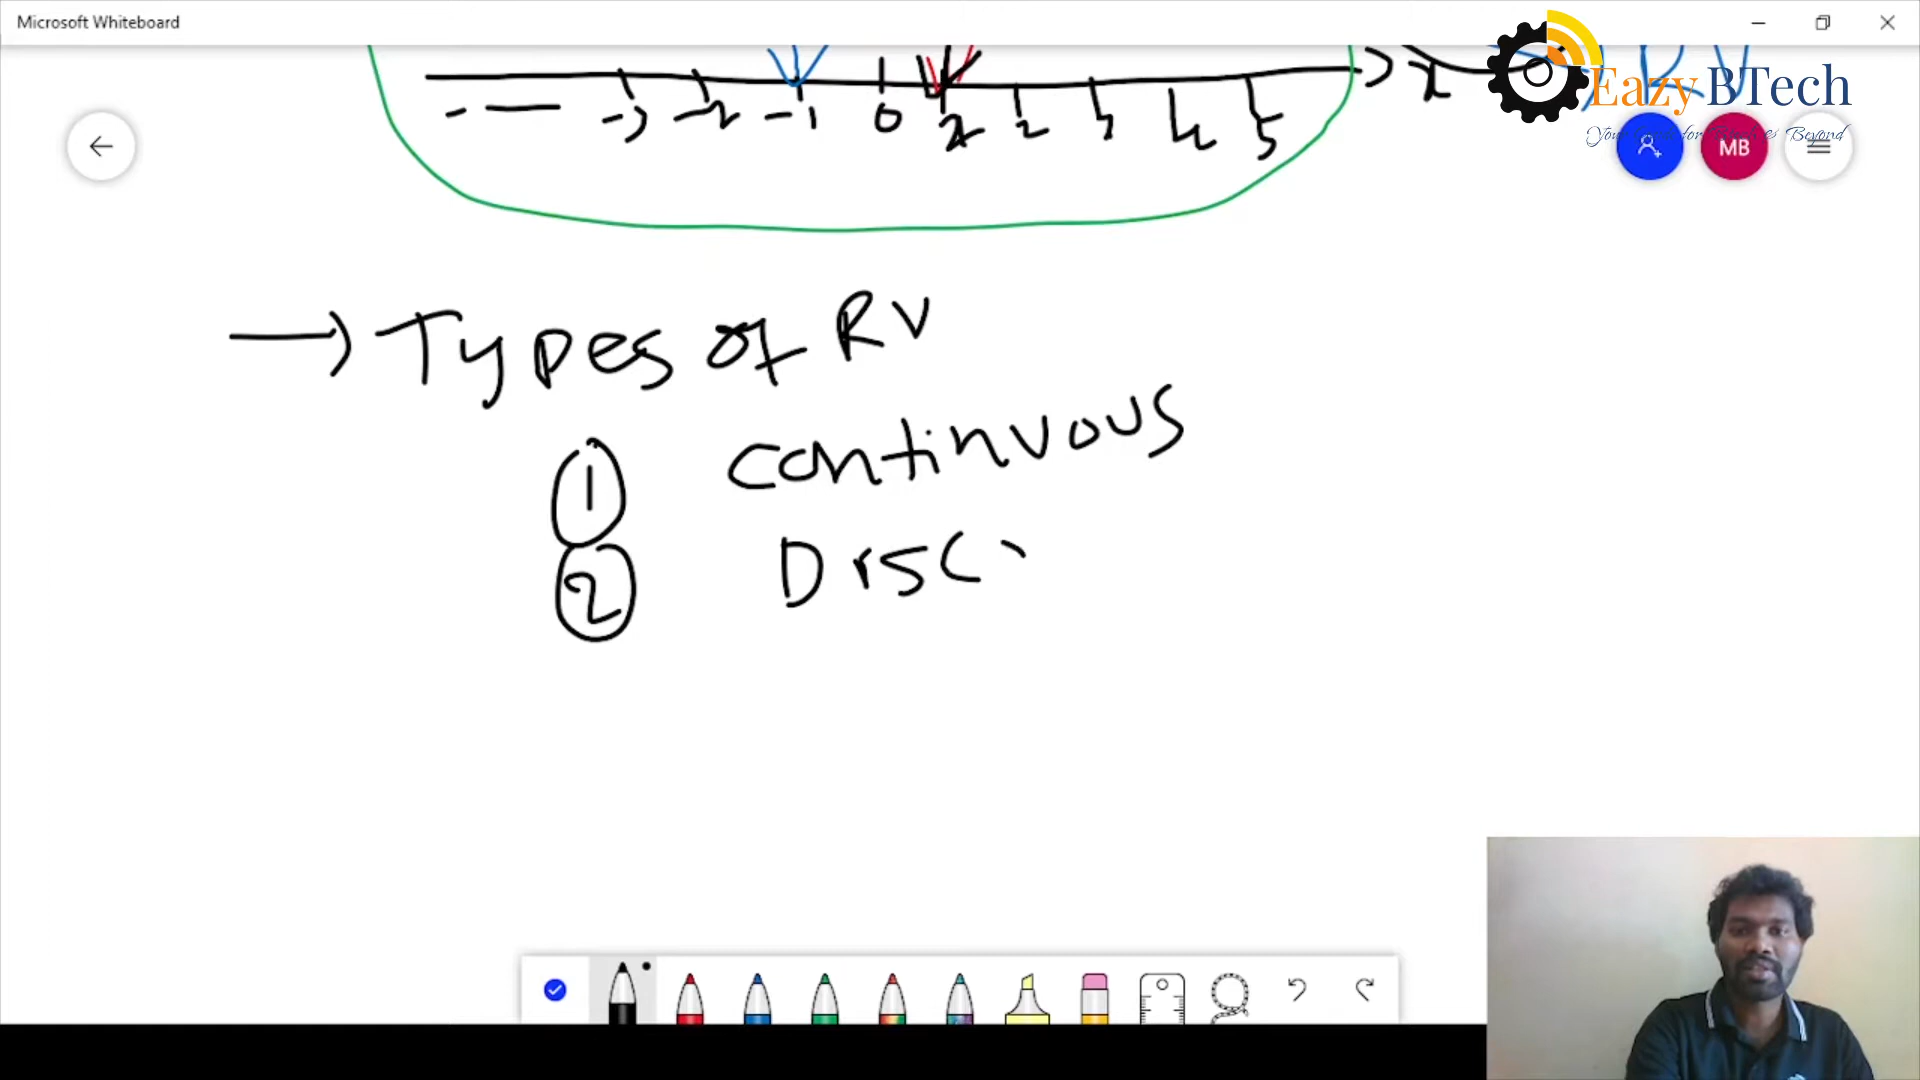 Microsoft Whiteboard
RV
Eazy BTech
-3 -2 -1 0 1 2 3 4 5
x
MB
→ Types of RV
① Continuous
② Disc